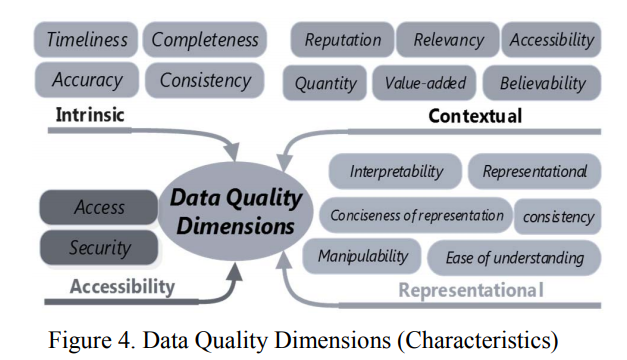 Timeliness
Completeness
Accuracy
Consistency
Intrinsic
Reputation
Relevancy
Accessibility
Quantity
Value-added
Believability
Contextual
Data Quality
Dimensions
Access
Security
Accessibility
Interpretability
Representational
Conciseness of representation
consistency
Manipulability
Ease of understanding
Representational
Figure 4. Data Quality Dimensions (Characteristics)